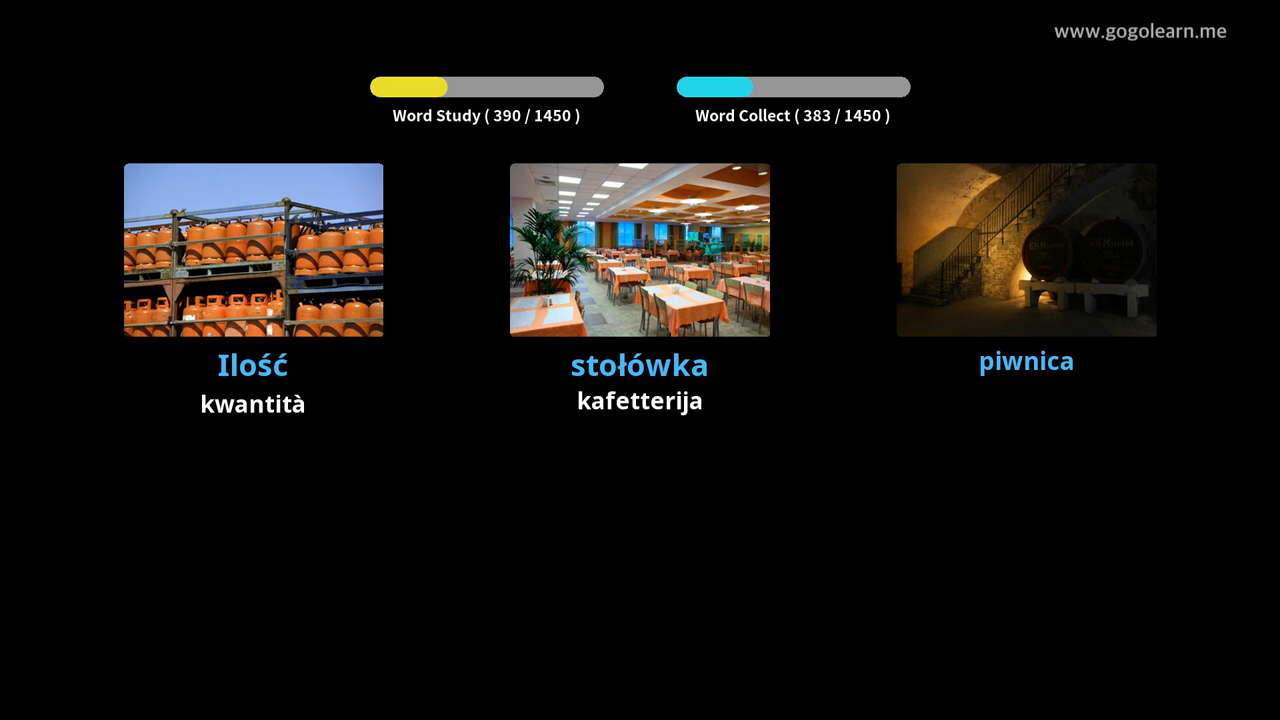 www.gogolearn.me
Word Study ( 390 / 1450 )
Word Collect ( 383 / 1450 )
Ilość
stołówka
piwnica
kwantità
kafetterija